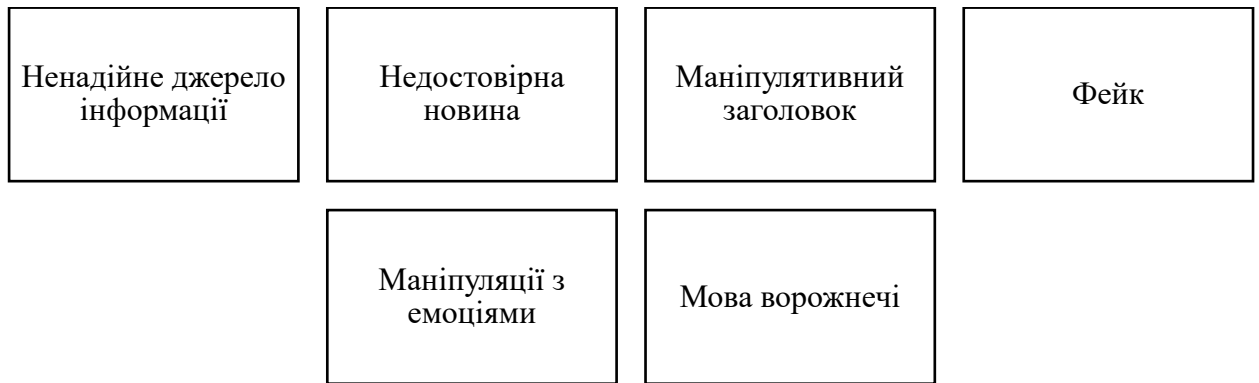 Ненадійне джерело
інформації
Недостовірна
новина
Маніпулятивний
заголовок
Фейк
Маніпуляції з
емоціями
Мова ворожнечі